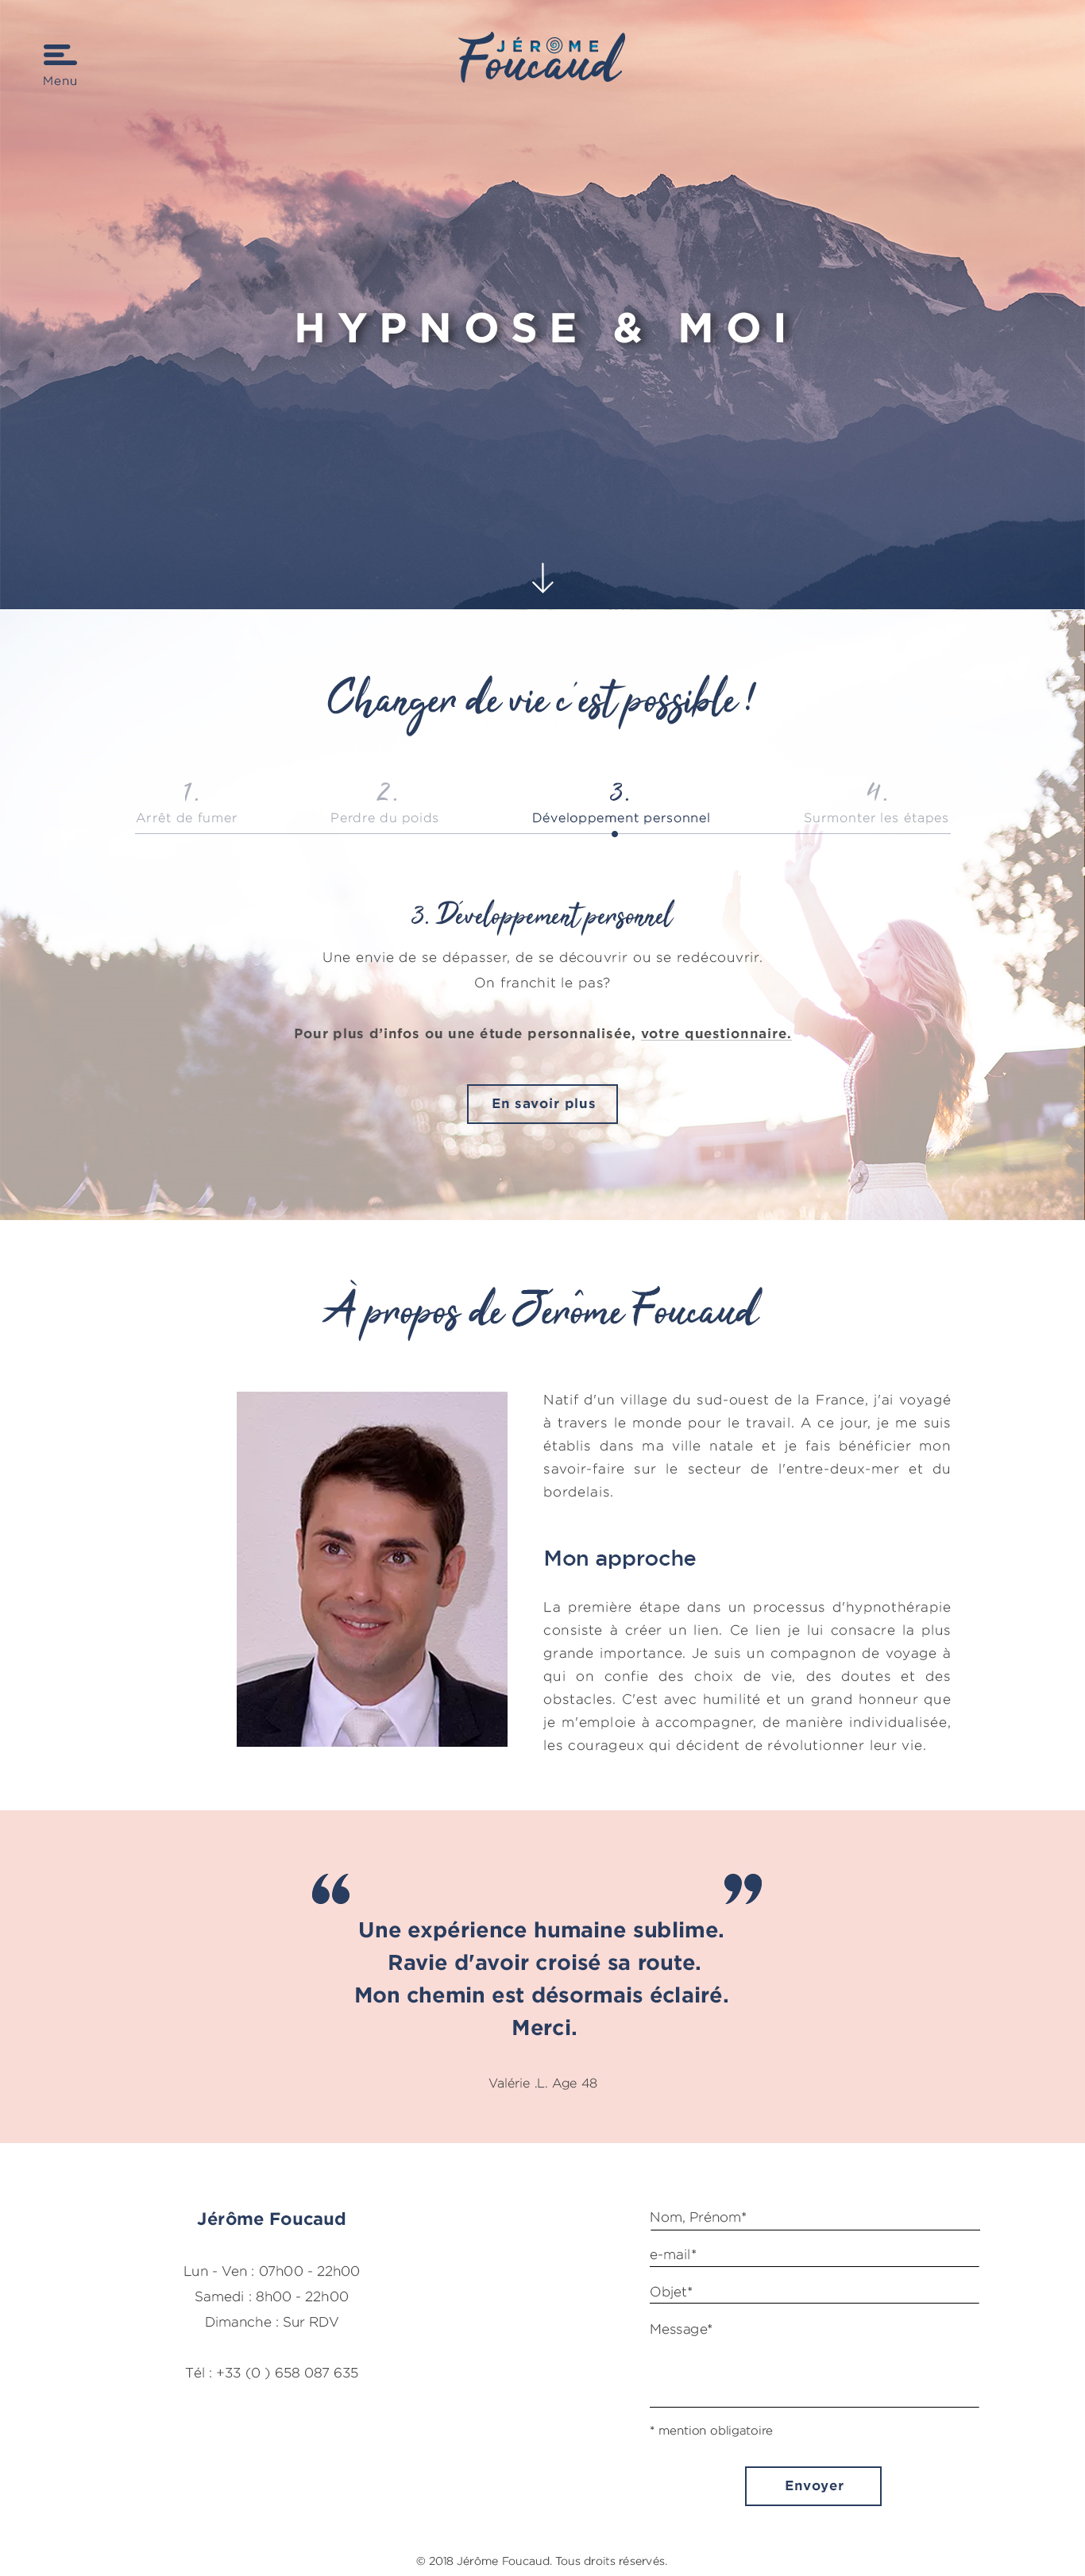 Menu
JÉRÔME
Foucaud
HYPNOSE & MOI
Changer de vie c'est possible !
1.
Arrêt de fumer
2.
Perdre du poids
3.
Développement personnel
4.
Surmonter les étapes
3. Développement personnel
Une envie de se dépasser, de se découvrir ou se redécouvrir.
On franchit le pas?
Pour plus d’infos ou une étude personnalisée, votre questionnaire.
En savoir plus
À propos de Jérôme Foucaud
Natif d'un village du sud-ouest de la France, j'ai voyagé
à travers le monde pour le travail. A ce jour, je me suis
établis dans ma ville natale et je fais bénéficier mon
savoir-faire sur le secteur de l'entre-deux-mer et du
bordelais.
Mon approche
La première étape dans un processus d'hypnothérapie
consiste à créer un lien. Ce lien je lui consacre la plus
grande importance. Je suis un compagnon de voyage à
qui on confie des choix de vie, des doutes et des
obstacles. C'est avec humilité et un grand honneur que
je m'emploie à accompagner, de manière individualisée,
les courageux qui décident de révolutionner leur vie.
“ ”
Une expérience humaine sublime.
Ravie d'avoir croisé sa route.
Mon chemin est désormais éclairé.
Merci.
Valérie .L. Age 48
Jérôme Foucaud
Lun - Ven : 07h00 - 22h00
Samedi : 8h00 - 22h00
Dimanche : Sur RDV
Tél : +33 (0 ) 658 087 635
Nom, Prénom*
e-mail*
Objet*
Message*
* mention obligatoire
Envoyer
© 2018 Jérôme Foucaud. Tous droits réservés.